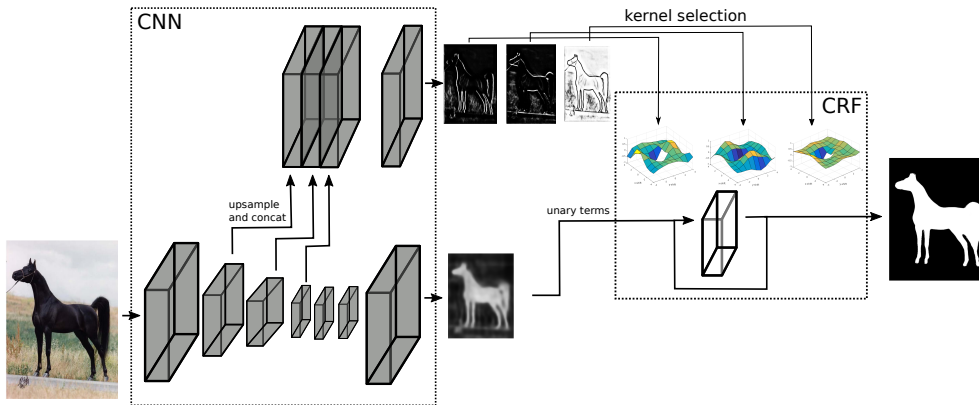 CNN
kernel selection
CRF
upsample
and concat
unary terms